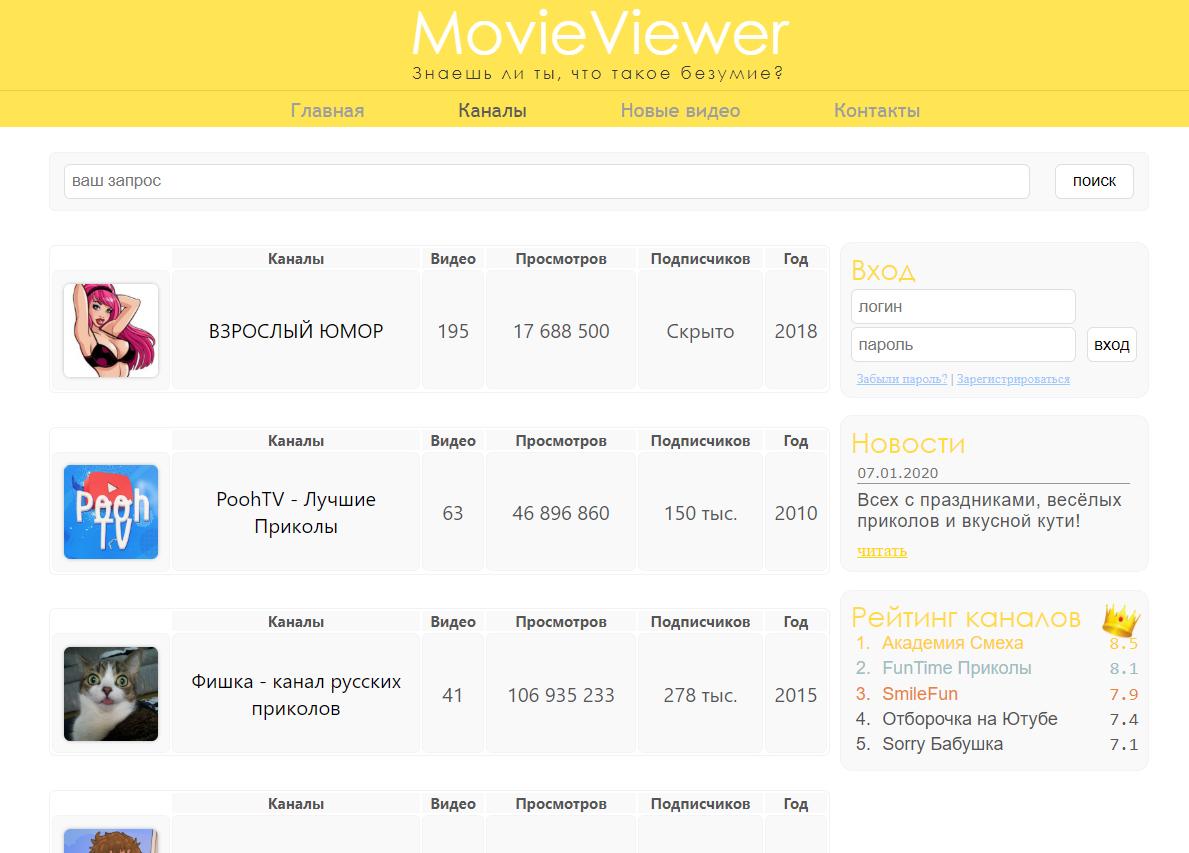 MovieViewer
Знаешь ли ты, что такое безумие?
Главная Каналы Новые видео Контакты
ваш запрос поиск
Каналы Видео Просмотров Подписчиков Год
ВЗРОСЛЫЙ ЮМОР 195 17 688 500 Скрыто 2018
Каналы Видео Просмотров Подписчиков Год
Pooh
TV
PoohTV - Лучшие
Приколы
63 46 896 860 150 тыс. 2010
Каналы Видео Просмотров Подписчиков Год
Фишка - канал русских
приколов
41 106 935 233 278 тыс. 2015
Каналы Видео Просмотров Подписчиков Год
Вход
логин
пароль вход
Забыли пароль? | Зарегистрироваться
Новости
07.01.2020
Всех с праздниками, весёлых
приколов и вкусной кути!
читать
Рейтинг каналов
1. Академия Смеха 8.5
2. FunTime Приколы 8.1
3. SmileFun 7.9
4. Отборочка на Ютубе 7.4
5. Sorry Бабушка 7.1